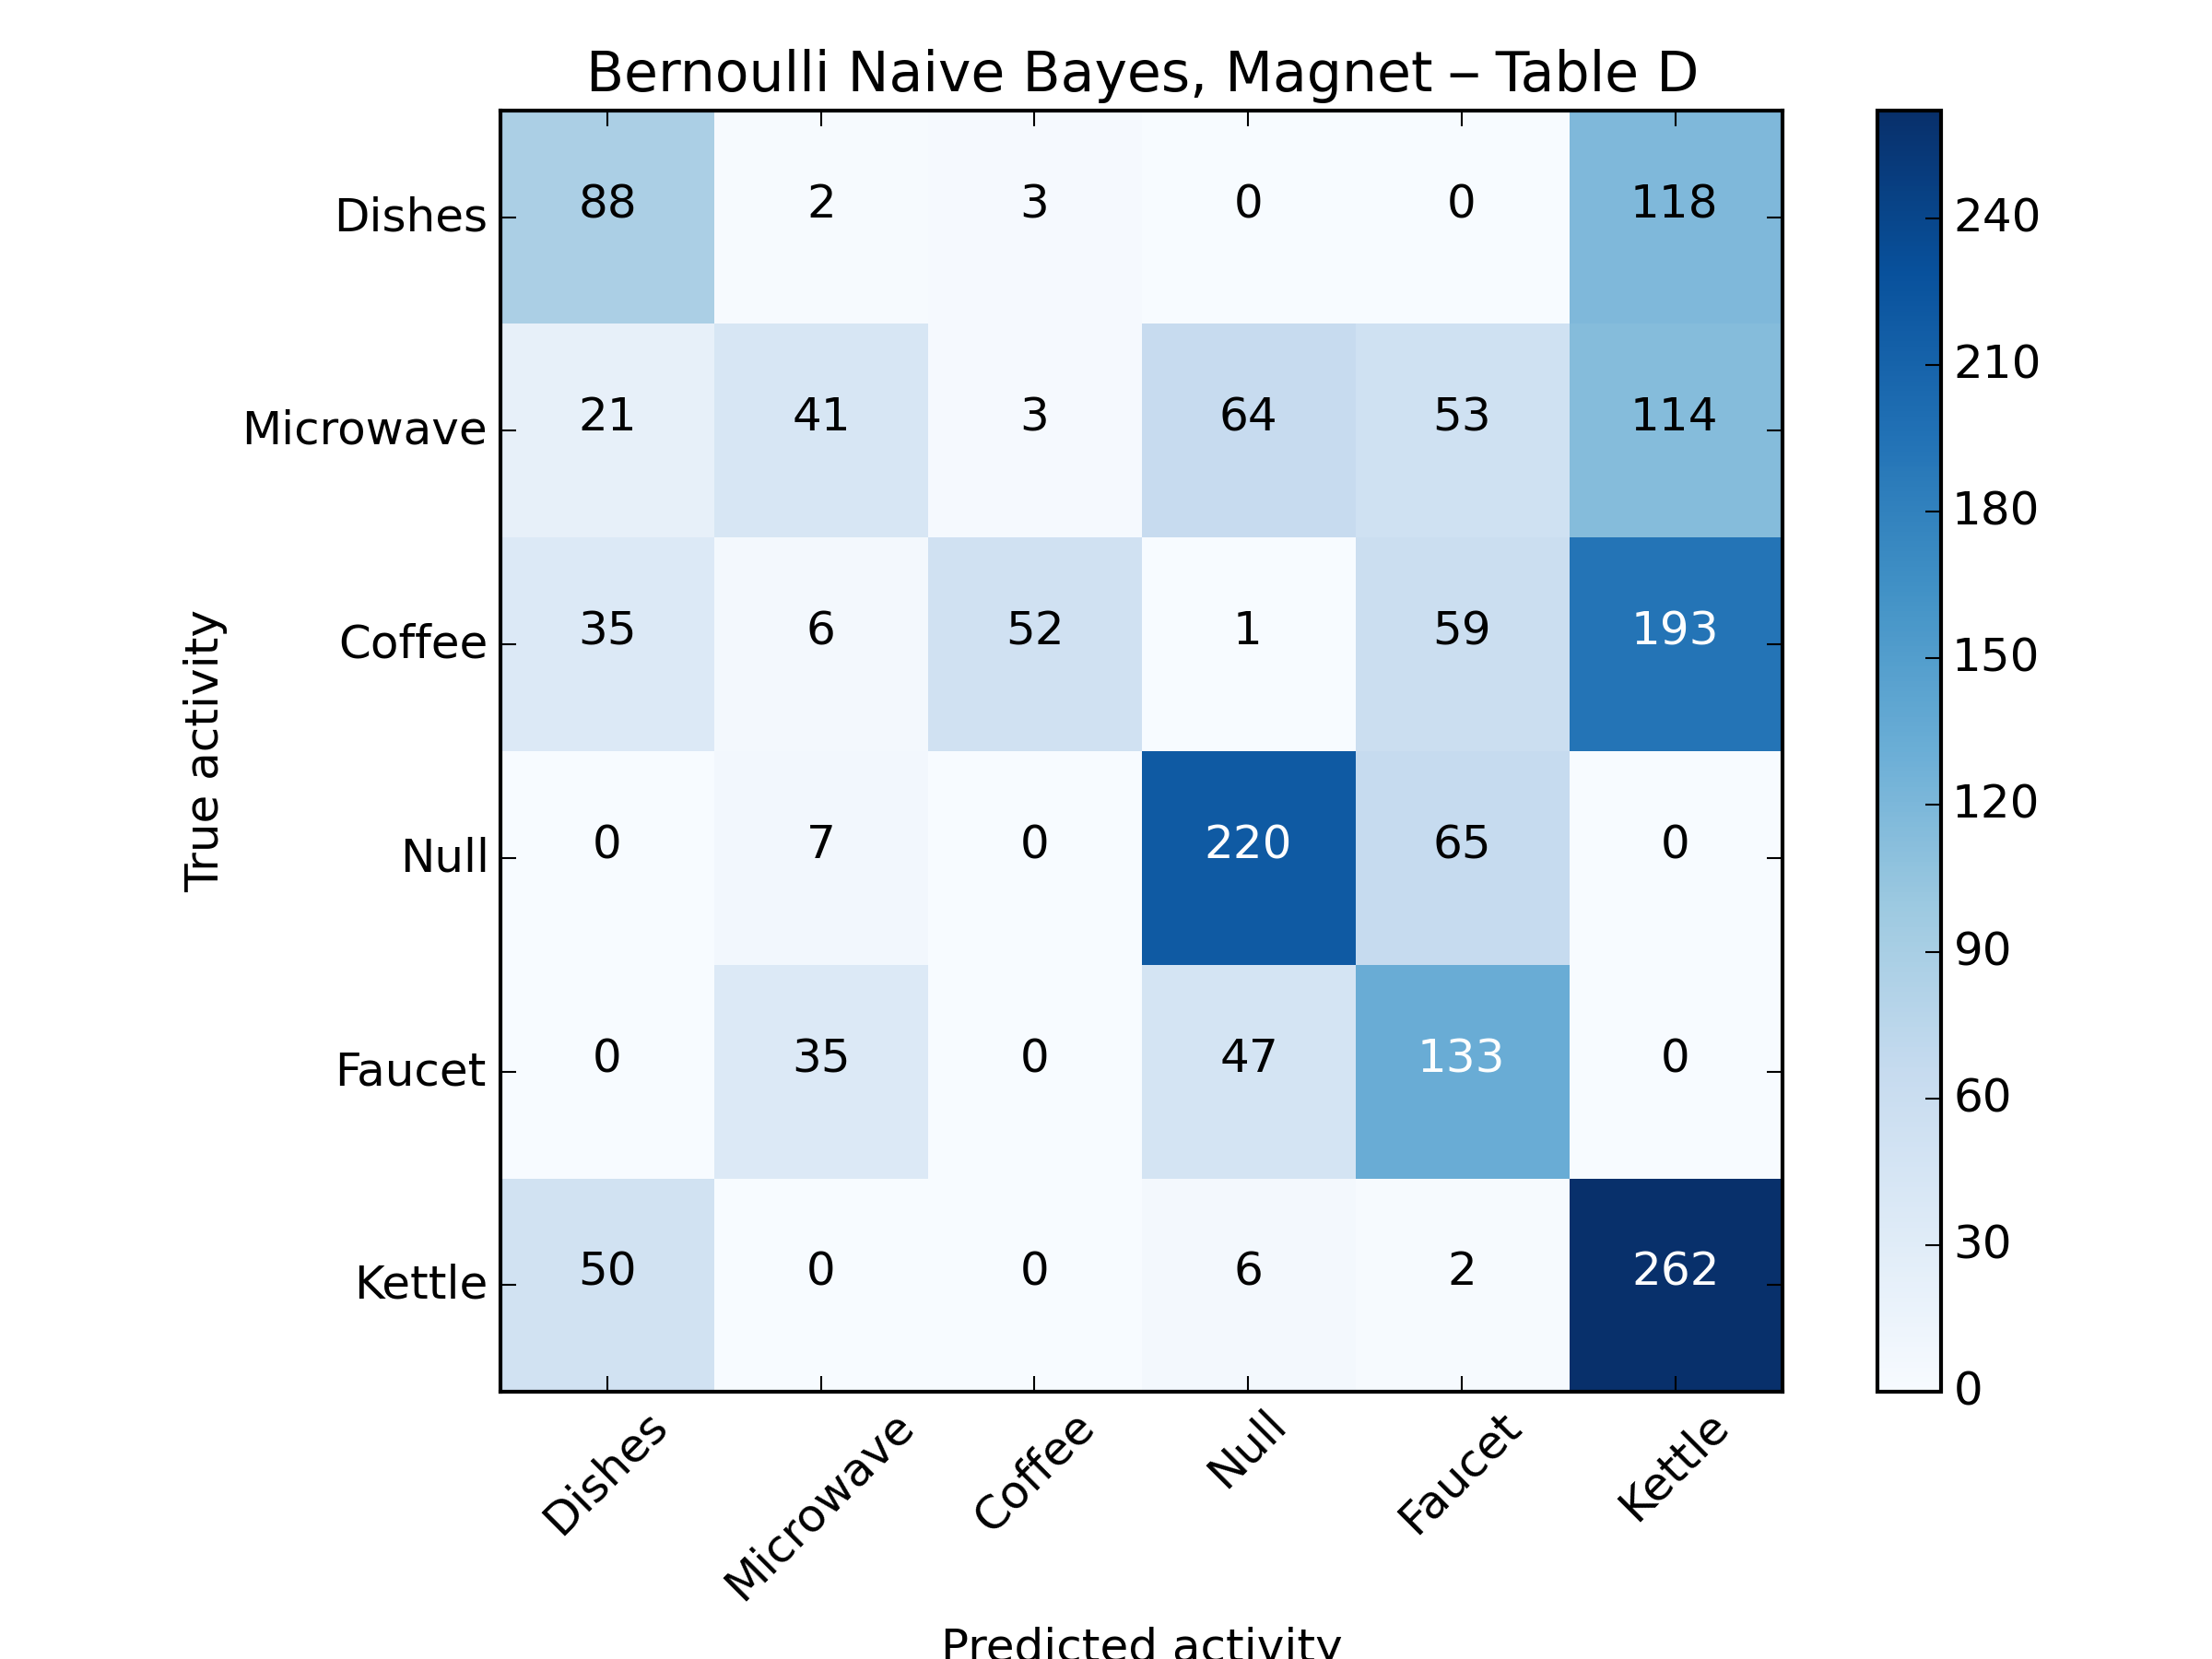 Bernoulli Naive Bayes, Magnet – Table D
Dishes 88 2 3 0 0 118
Microwave 21 41 3 64 53 114
Coffee 35 6 52 1 59 193
Null 0 7 0 220 65 0
Faucet 0 35 0 47 133 0
Kettle 50 0 0 6 2 262
True activity
Dishes Microwave Coffee Null Faucet Kettle
Predicted activity
240
210
180
150
120
90
60
30
0